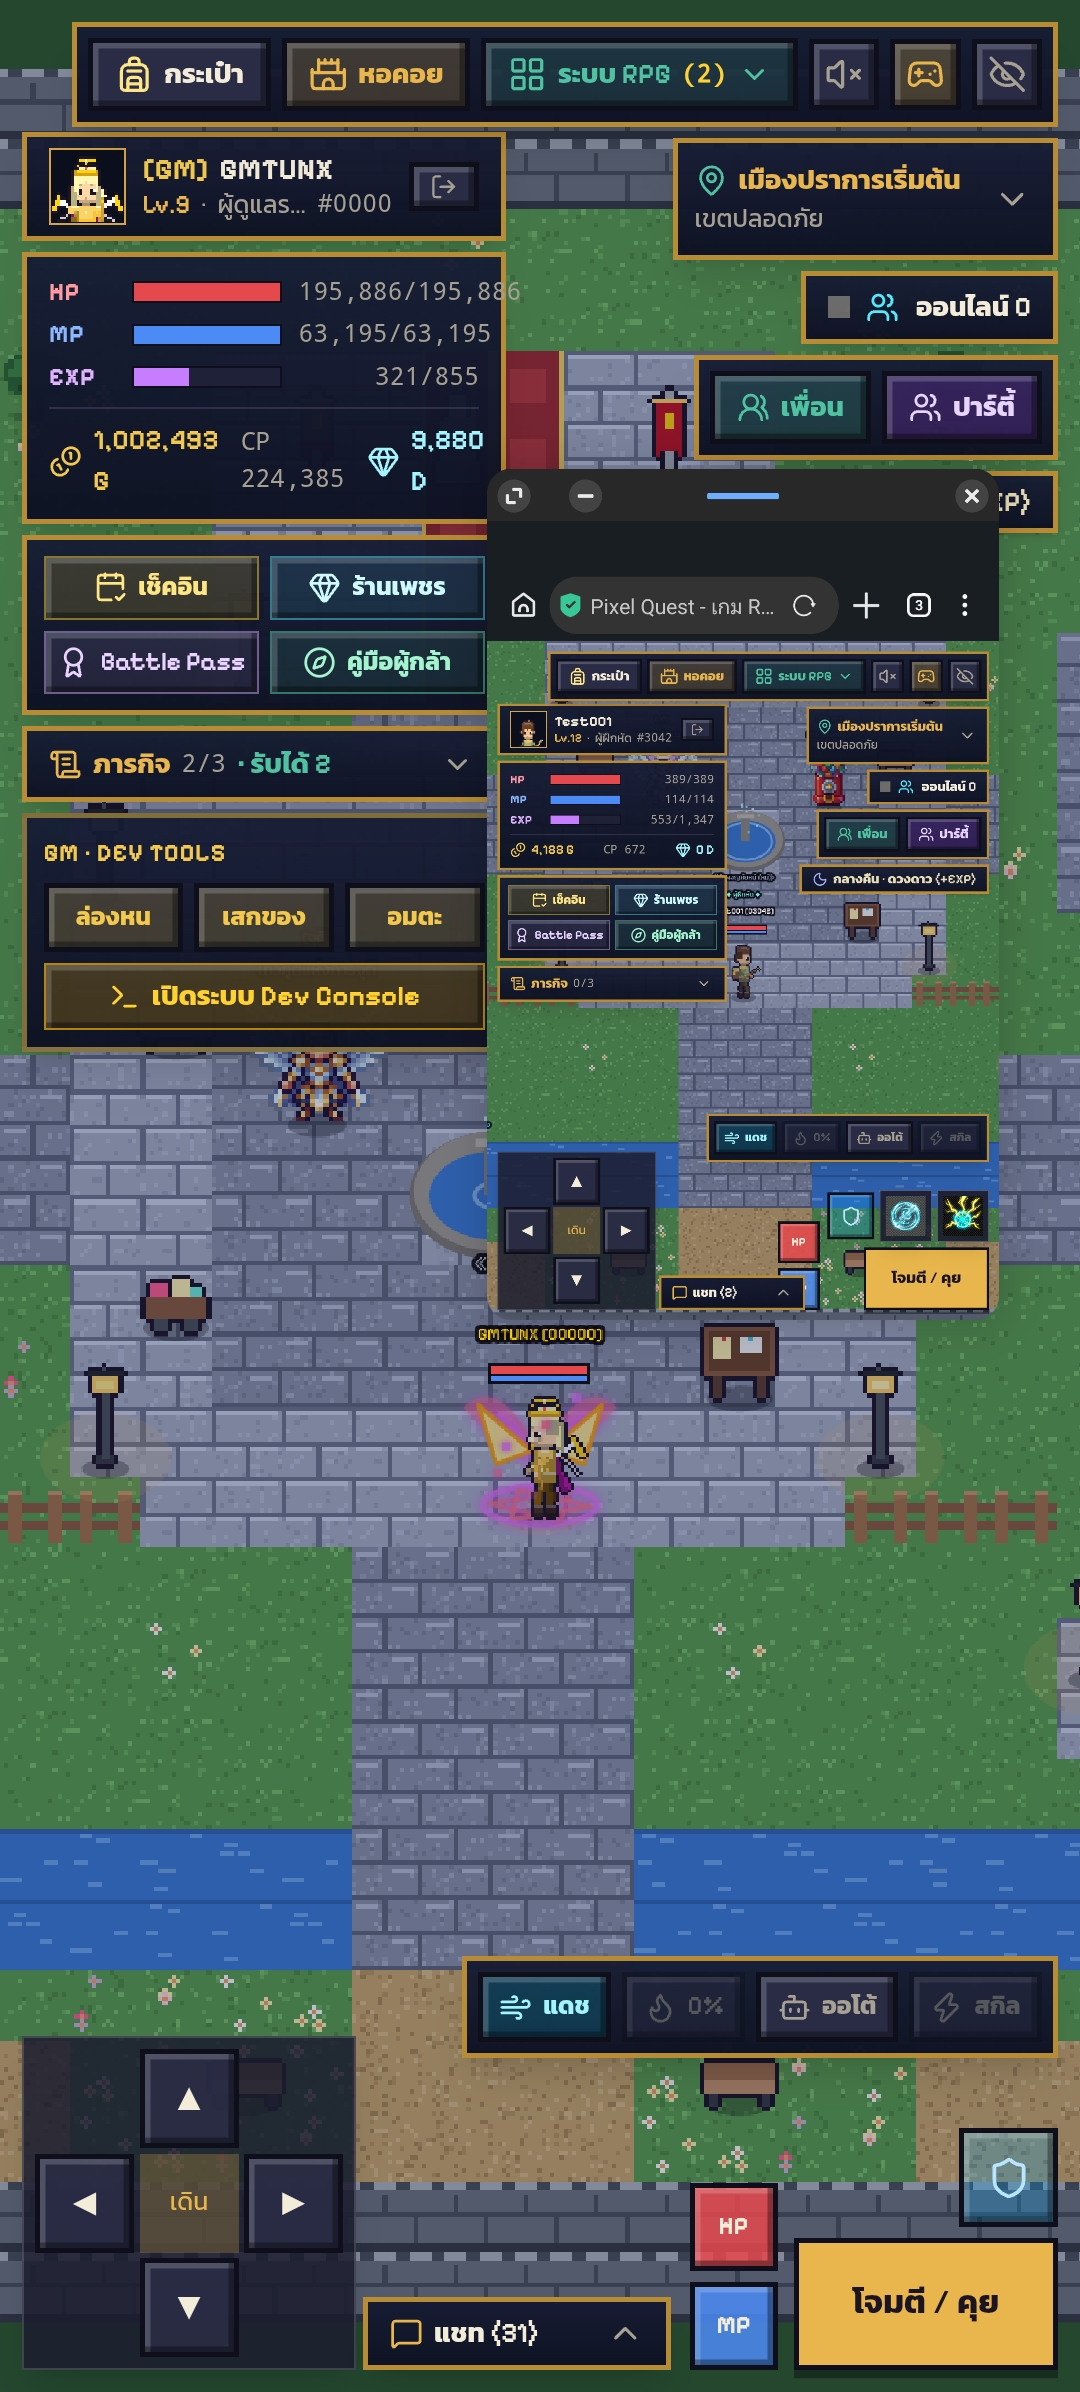 กระเป๋า
หอคอย
ระบบ RPG (2)
(GM) GMTUNX
Lv.9 · ผู้ดูแลร... #0000
เมืองปราการเริ่มต้น
เขตปลอดภัย
HP 195,886/195,886
MP 63,195/63,195
EXP 321/855
1,002,493 G
CP 224,385
9,880 D
ออนไลน์ 0
เพื่อน
ปาร์ตี้
XP)
เช็คอิน
ร้านเพชร
Battle Pass
คู่มือผู้กล้า
ภารกิจ 2/3 · รับได้ 2
GM · DEV TOOLS
ล่องหน
เสกของ
อมตะ
เปิดระบบ Dev Console
Pixel Quest - เกม R...
3
กระเป๋า
หอคอย
ระบบ RPG
Test001
Lv.18 · ผู้ฝึกหัด #3042
เมืองปราการเริ่มต้น
เขตปลอดภัย
HP 389/389
MP 114/114
EXP 553/1,347
4,188 G
CP 672
0 D
ออนไลน์ 0
เพื่อน
ปาร์ตี้
กลางคืน · ดวงดาว (+EXP)
เช็คอิน
ร้านเพชร
Battle Pass
คู่มือผู้กล้า
ภารกิจ 0/3
แดช
0%
ออโต้
สกิล
เดิน
HP
โจมตี / คุย
แชท (2)
GMTUNX (00000)
แดช
0%
ออโต้
สกิล
เดิน
HP
MP
โจมตี / คุย
แชท (31)